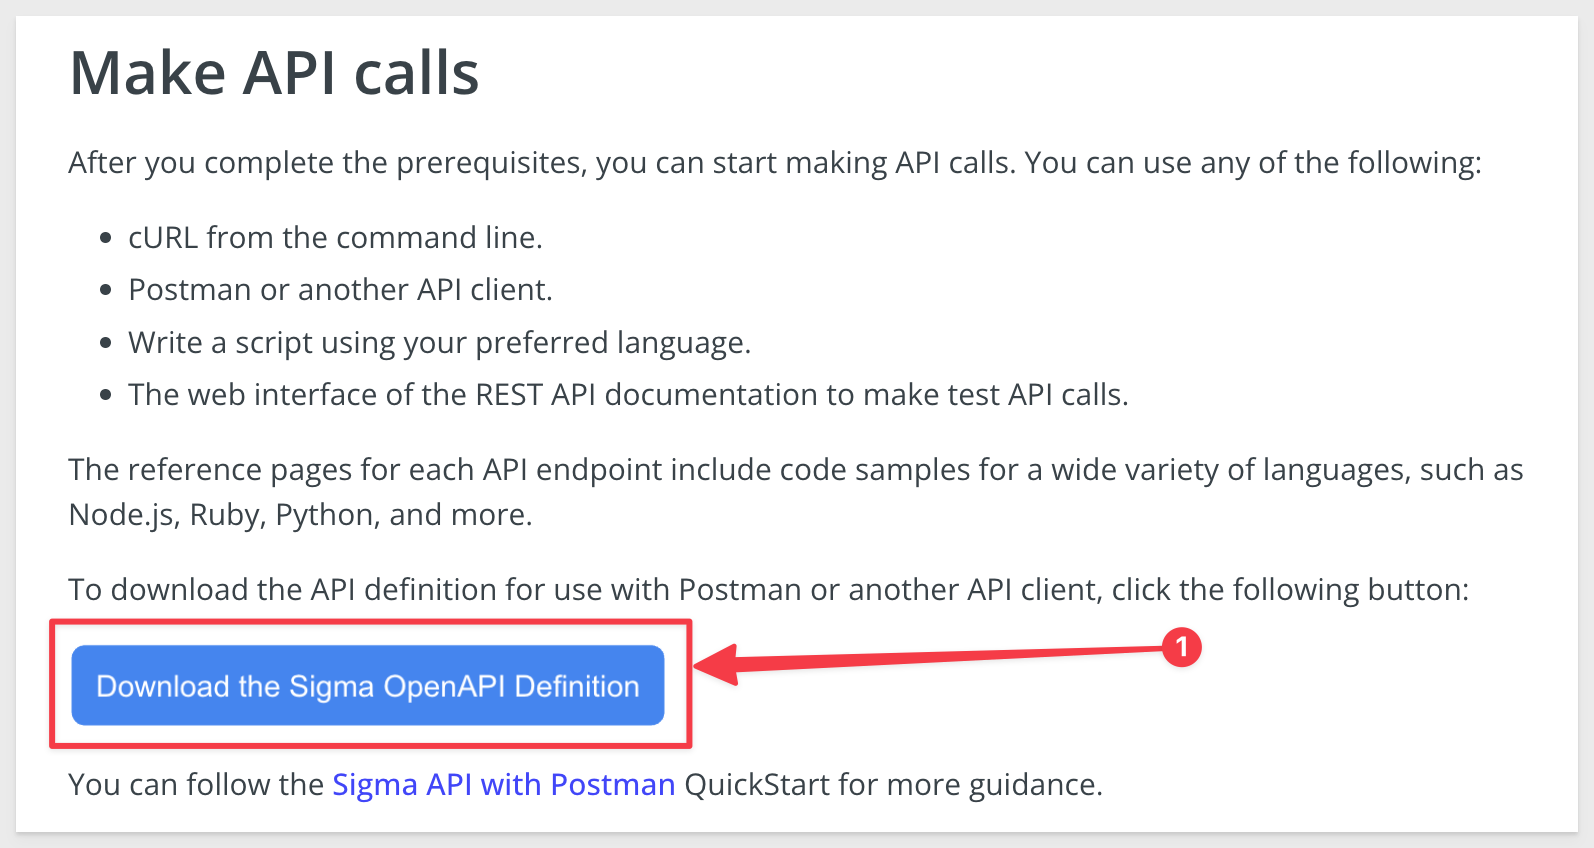 Make API calls
After you complete the prerequisites, you can start making API calls. You can use any of the following:
• cURL from the command line.
• Postman or another API client.
• Write a script using your preferred language.
• The web interface of the REST API documentation to make test API calls.
The reference pages for each API endpoint include code samples for a wide variety of languages, such as
Node.js, Ruby, Python, and more.
To download the API definition for use with Postman or another API client, click the following button:
1
Download the Sigma OpenAPI Definition
You can follow the Sigma API with Postman QuickStart for more guidance.